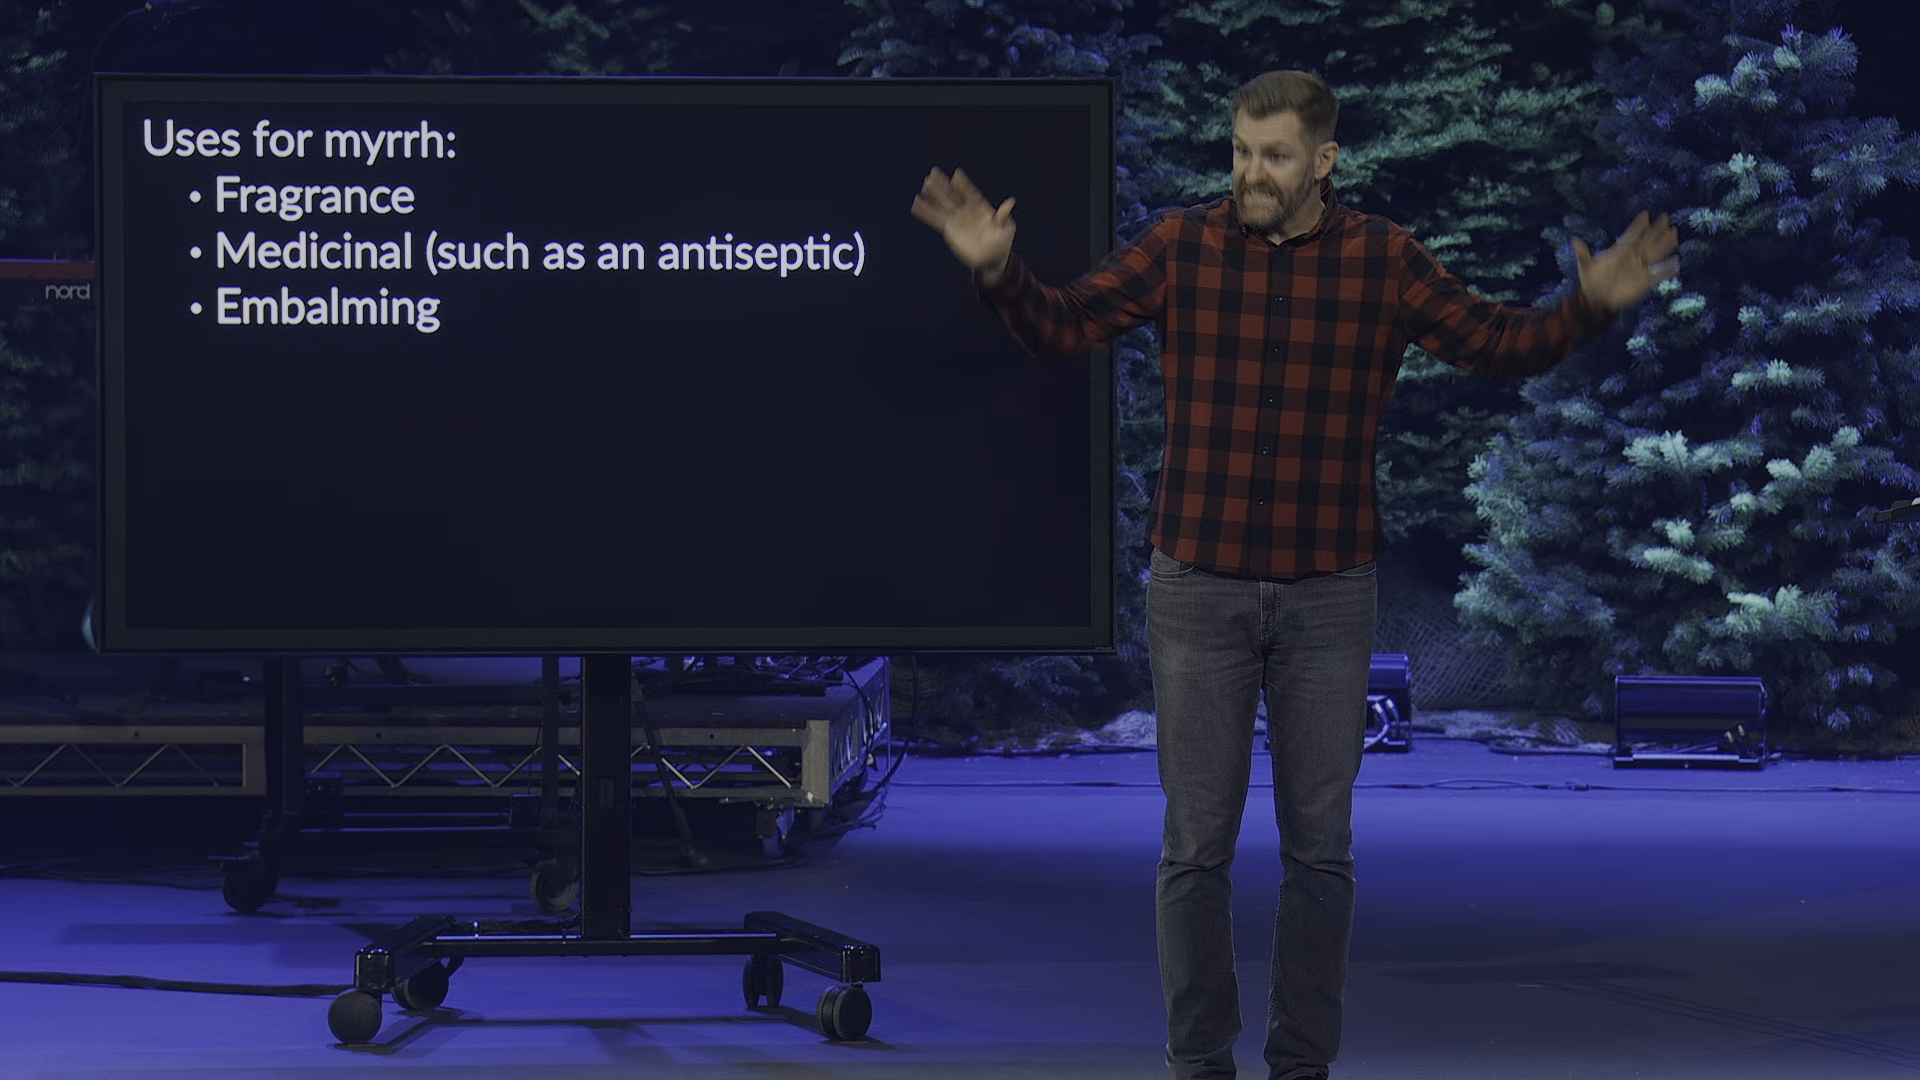 Uses for myrrh:
• Fragrance
• Medicinal (such as an antiseptic)
• Embalming
nord